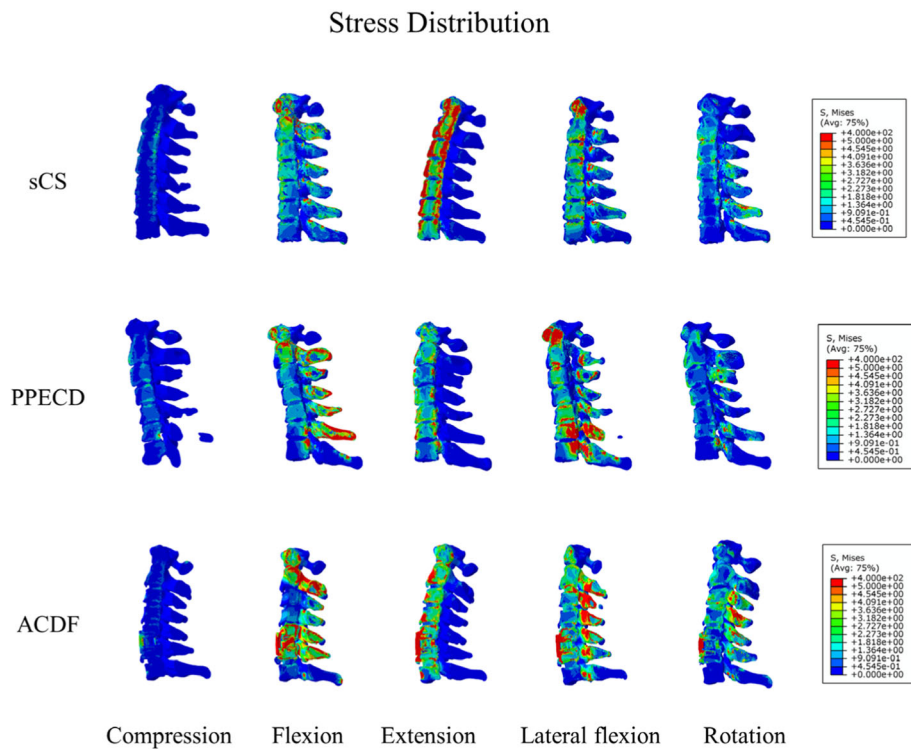 Stress Distribution
sCS
S, Mises
(Avg: 75%)
+4.000e+02
+5.000e+00
+4.545e+00
+4.091e+00
+3.636e+00
+3.182e+00
+2.727e+00
+2.273e+00
+1.818e+00
+1.364e+00
+9.091e-01
+4.545e-01
+0.000e+00
PPECD
S, Mises
(Avg: 75%)
+4.000e+02
+5.000e+00
+4.545e+00
+4.091e+00
+3.636e+00
+3.182e+00
+2.727e+00
+2.273e+00
+1.818e+00
+1.364e+00
+9.091e-01
+4.545e-01
+0.000e+00
ACDF
S, Mises
(Avg: 75%)
+4.000e+02
+5.000e+00
+4.545e+00
+4.091e+00
+3.636e+00
+3.182e+00
+2.727e+00
+2.273e+00
+1.818e+00
+1.364e+00
+9.091e-01
+4.545e-01
+0.000e+00
Compression Flexion Extension Lateral flexion Rotation